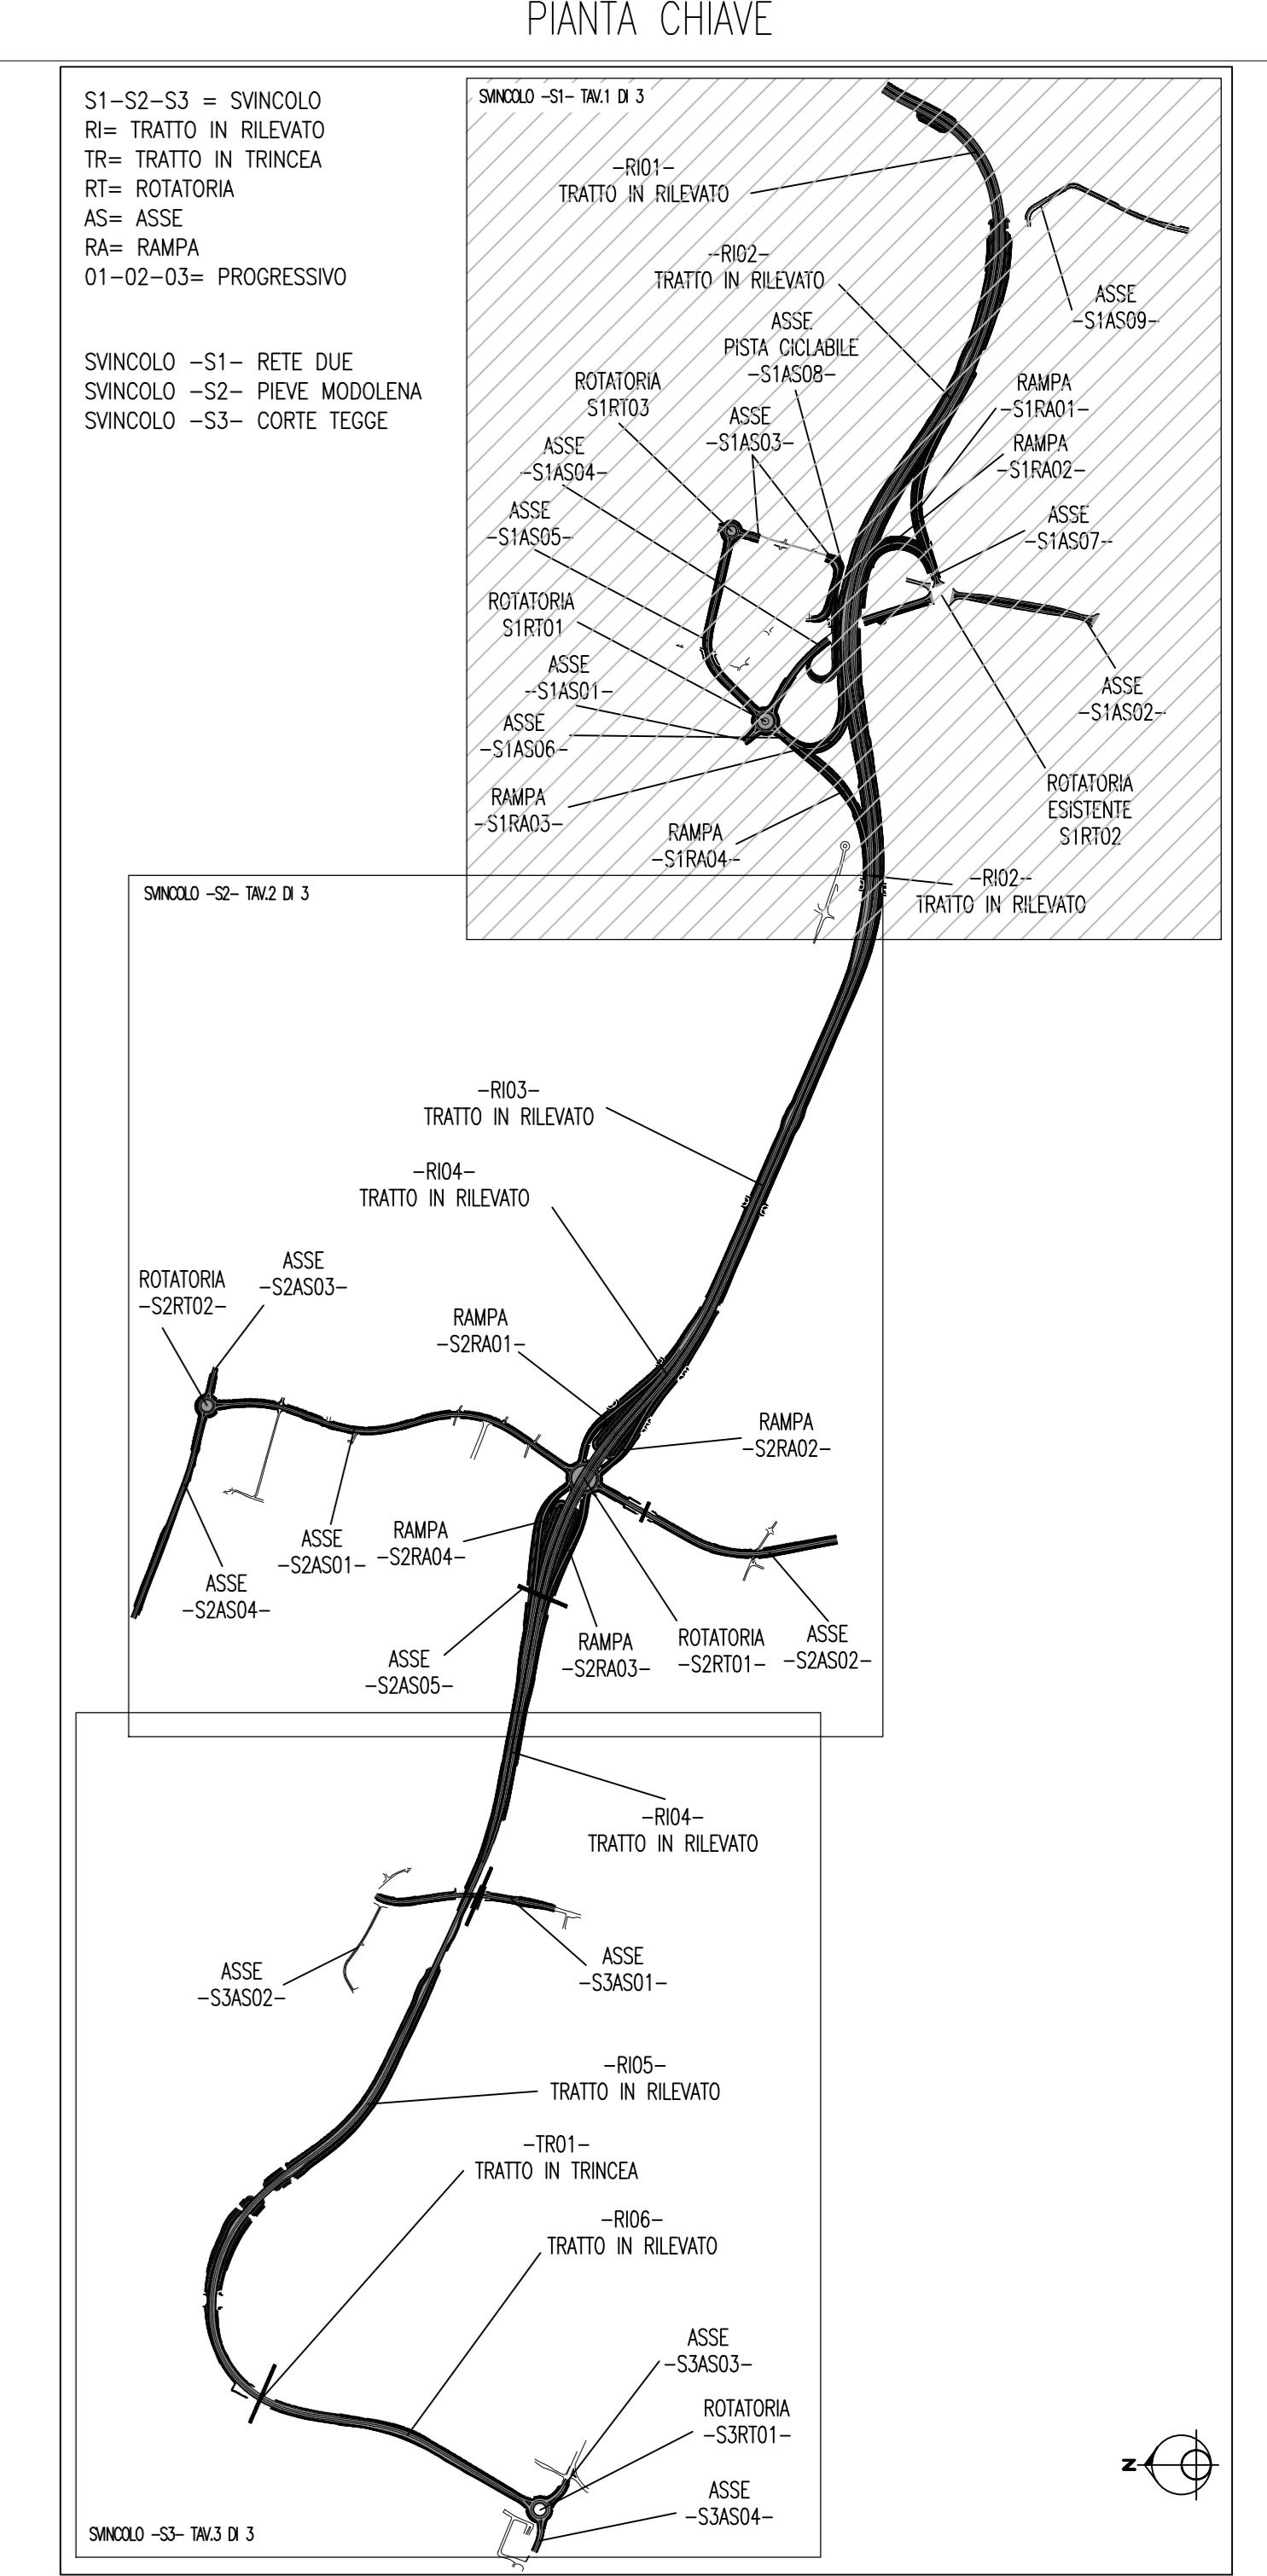 PIANTA CHIAVE
S1-S2-S3 = SVINCOLO
RI= TRATTO IN RILEVATO
TR= TRATTO IN TRINCEA
RT= ROTATORIA
AS= ASSE
RA= RAMPA
01-02-03= PROGRESSIVO
SVINCOLO -S1- RETE DUE
SVINCOLO -S2- PIEVE MODOLENA
SVINCOLO -S3- CORTE TEGGE
SVINCOLO -S1- TAV.1 DI 3
-RI01-
TRATTO IN RILEVATO
-RI02-
TRATTO IN RILEVATO
ASSE
-S1AS09-
ASSE
PISTA CICLABILE
-S1AS08-
ROTATORIA
S1RT03
ASSE
-S1AS03-
RAMPA
-S1RA01-
ASSE
-S1AS04-
RAMPA
-S1RA02-
ASSE
-S1AS05-
ASSE
-S1AS07-
ROTATORIA
S1RT01
ASSE
-S1AS01-
ASSE
-S1AS02-
ASSE
-S1AS06-
RAMPA
-S1RA03-
ROTATORIA
ESISTENTE
S1RT02
RAMPA
-S1RA04-
-RI02-
TRATTO IN RILEVATO
SVINCOLO -S2- TAV.2 DI 3
-RI03-
TRATTO IN RILEVATO
-RI04-
TRATTO IN RILEVATO
ASSE
-S2AS03-
ROTATORIA
-S2RT02-
RAMPA
-S2RA01-
RAMPA
-S2RA02-
RAMPA
-S2RA04-
ASSE
-S2AS01-
ASSE
-S2AS04-
ASSE
-S2AS02-
ROTATORIA
-S2RT01-
RAMPA
-S2RA03-
ASSE
-S2AS05-
-RI04-
TRATTO IN RILEVATO
ASSE
-S3AS01-
ASSE
-S3AS02-
-RI05-
TRATTO IN RILEVATO
-TR01-
TRATTO IN TRINCEA
-RI06-
TRATTO IN RILEVATO
ASSE
-S3AS03-
ROTATORIA
-S3RT01-
N
ASSE
-S3AS04-
SVINCOLO -S3- TAV.3 DI 3